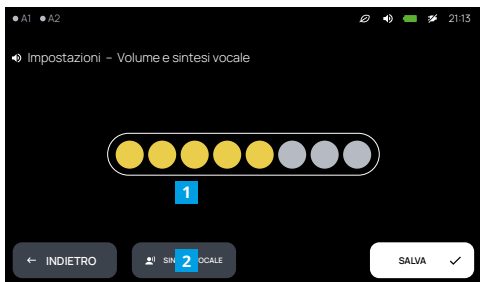 A1 A2 21:13
Impostazioni – Volume e sintesi vocale
1
INDIETRO 2 SALVA